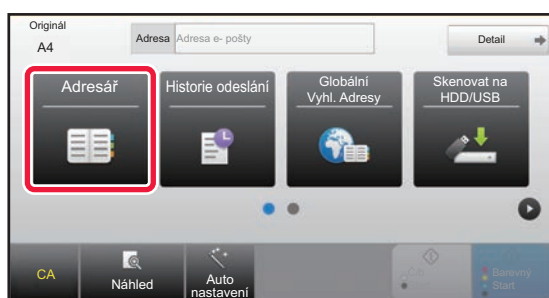 Originál
A4
Adresa Adresa e- pošty
Detail
Adresář
Historie odeslání
Globální
Vyhl. Adresy
Skenovat na
HDD/USB
CA
Náhled
Auto
nastavení
Barevný
Start